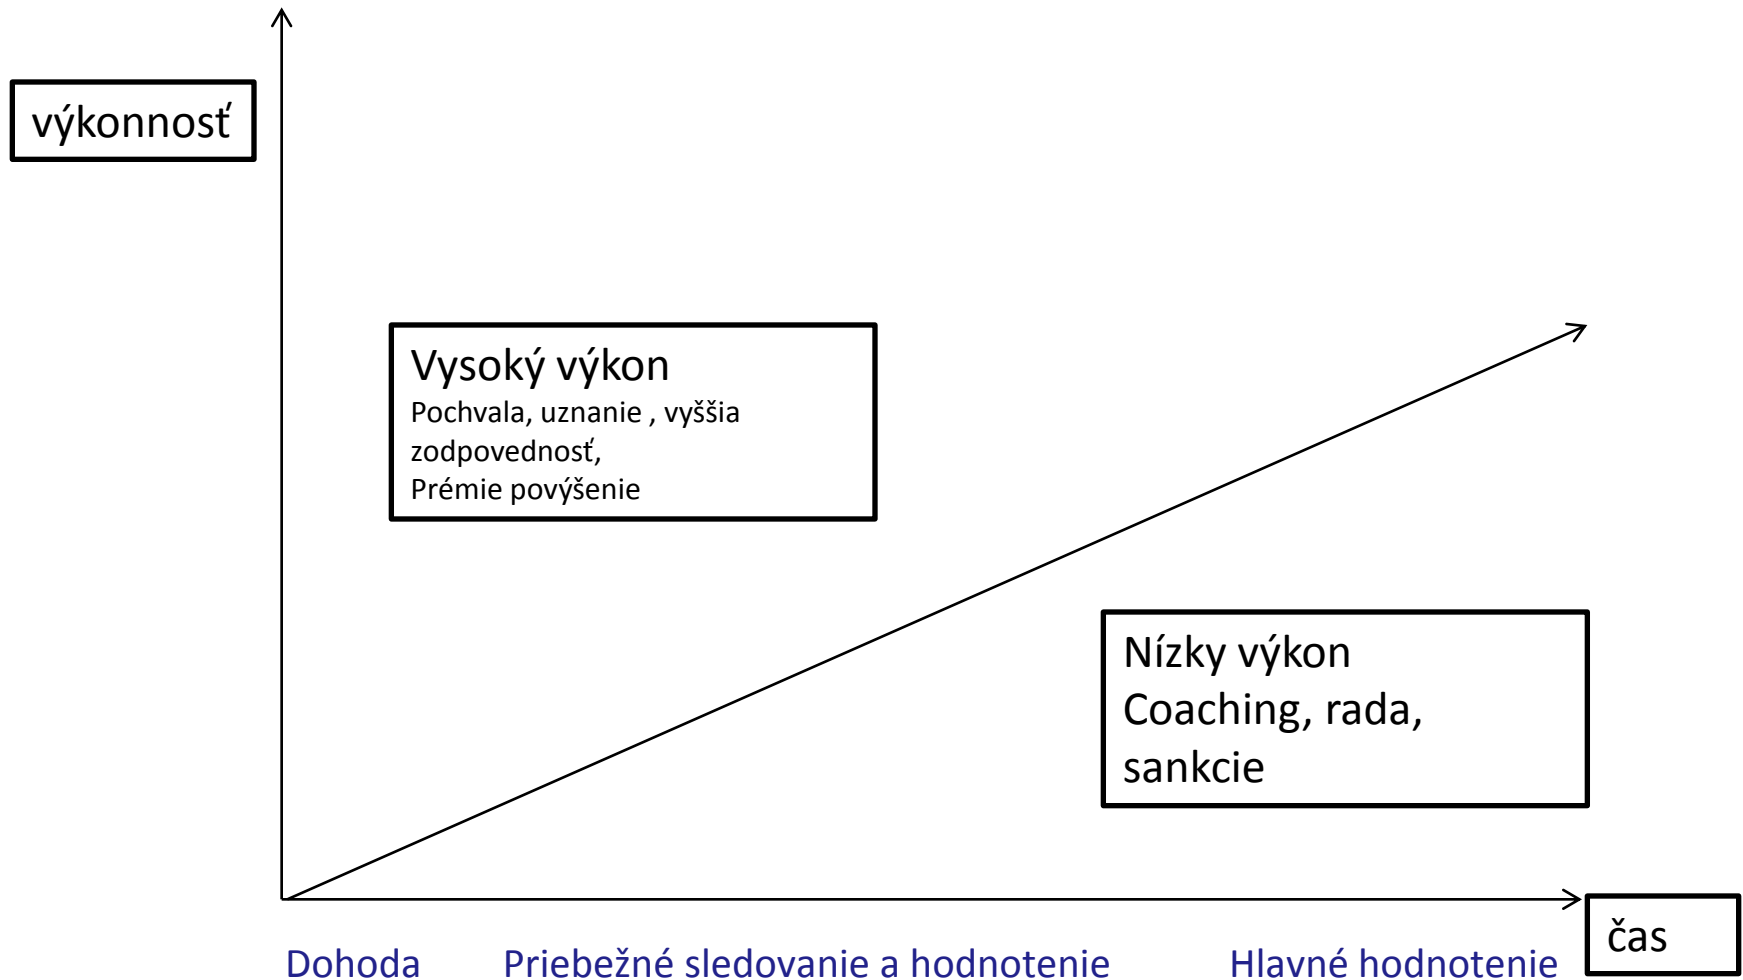 výkonnosť
Vysoký výkon
Pochvala, uznanie , vyššia
zodpovednosť,
Prémie povýšenie
Nízky výkon
Coaching, rada,
sankcie
čas
Dohoda
Priebežné sledovanie a hodnotenie
Hlavné hodnotenie